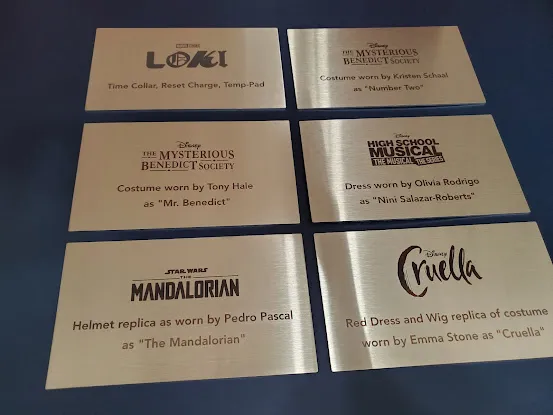 MARVEL STUDIOS
LOKI
Time Collar, Reset Charge, Temp-Pad
Disney
THE MYSTERIOUS
BENEDICT SOCIETY
Costume worn by Kristen Schaal
as "Number Two"
Disney
THE MYSTERIOUS
BENEDICT SOCIETY
Costume worn by Tony Hale
as "Mr. Benedict"
Disney
HIGH SCHOOL
MUSICAL
THE MUSICAL THE SERIES
Dress worn by Olivia Rodrigo
as "Nini Salazar-Roberts"
STAR WARS
THE
MANDALORIAN
Helmet replica as worn by Pedro Pascal
as "The Mandalorian"
Disney
Cruella
Red Dress and Wig replica of costume
worn by Emma Stone as "Cruella"